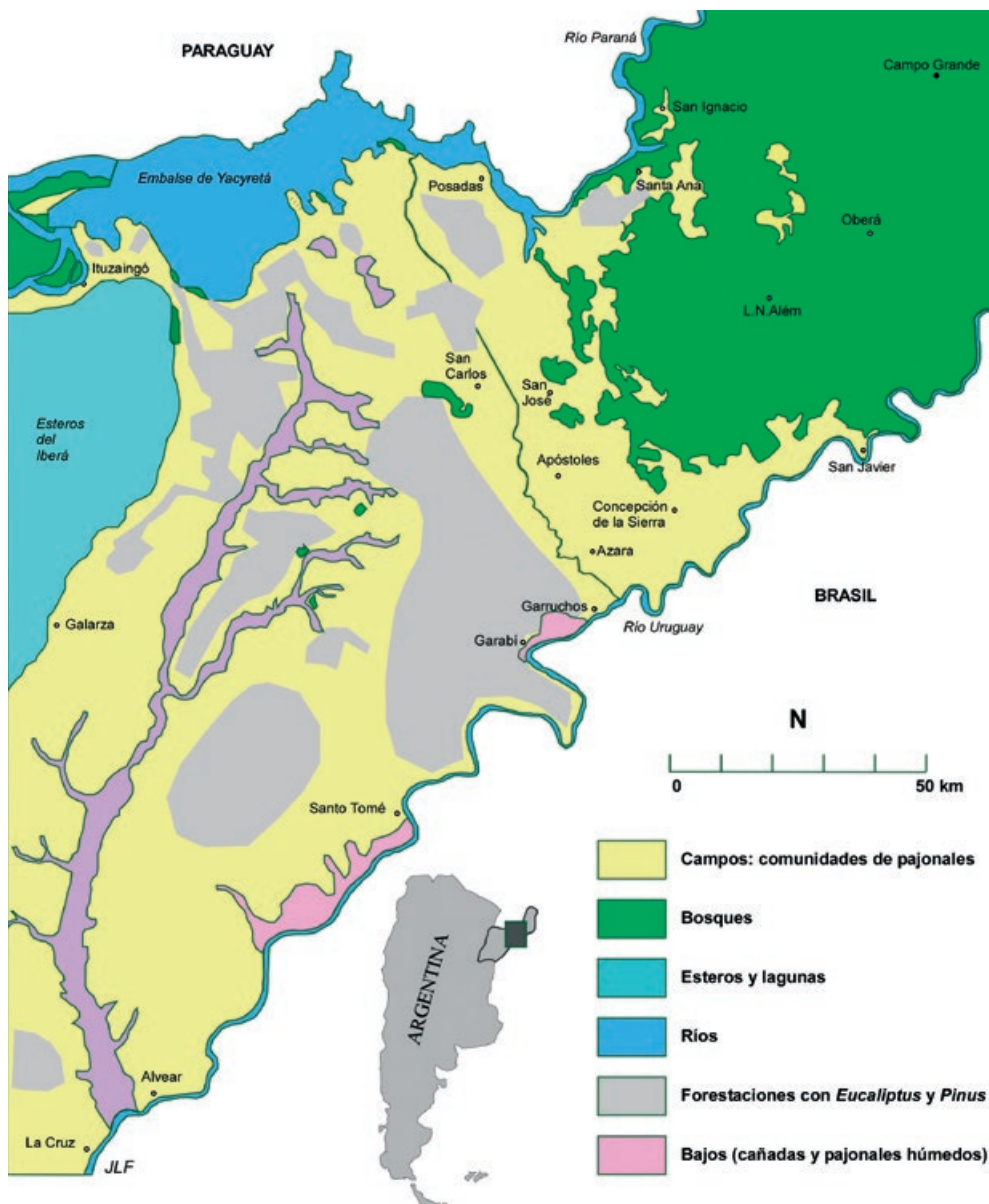 PARAGUAY
Río Paraná
Campo Grande
San Ignacio
Embalse de Yacyretá
Posadas
Santa Ana
Oberá
Ituzaingó
L.N.Além
San
Carlos
San
José
Esteros
del
Iberá
Apóstoles
San Javier
Concepción
de la Sierra
Azara
BRASIL
Garruchos
Galarza
Río Uruguay
Garabi
N
0
50 km
Santo Tomé
Campos: comunidades de pajonales
Bosques
Esteros y lagunas
ARGENTINA
Ríos
Alvear
Forestaciones con Eucaliptus y Pinus
La Cruz
JLF
Bajos (cañadas y pajonales húmedos)